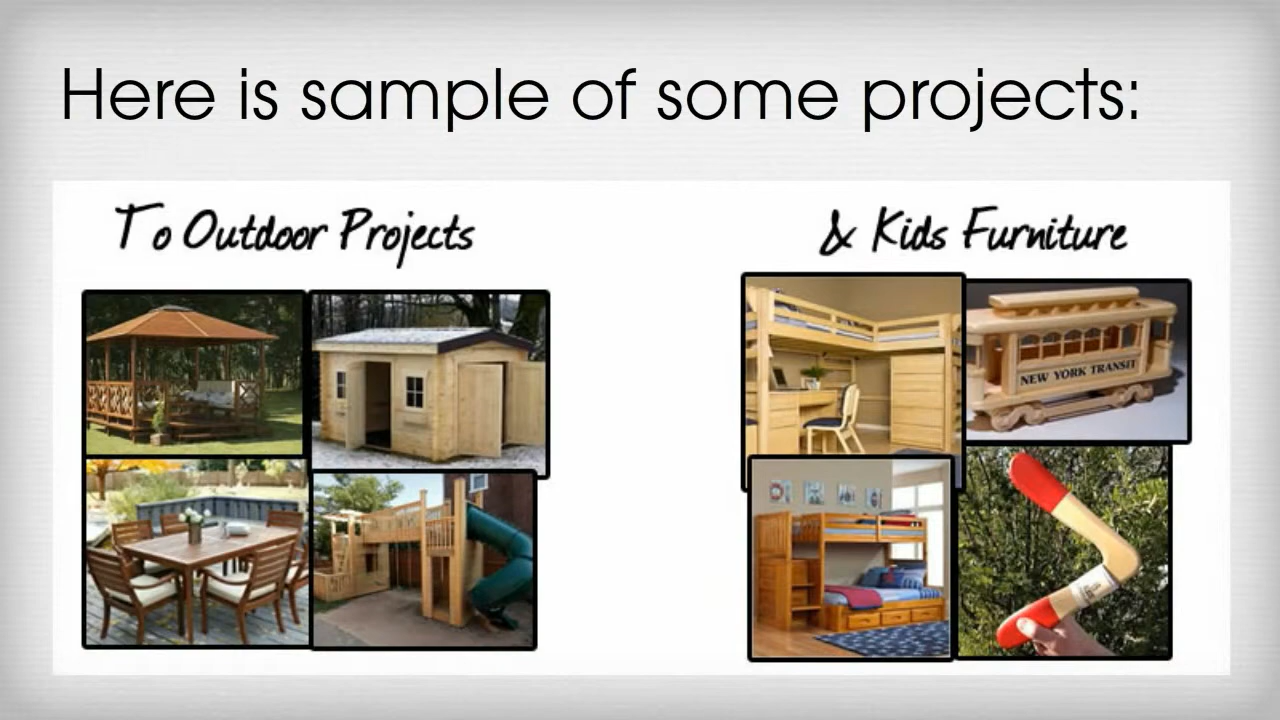 Here is sample of some projects:
To Outdoor Projects
& Kids Furniture
NEW YORK TRANSIT